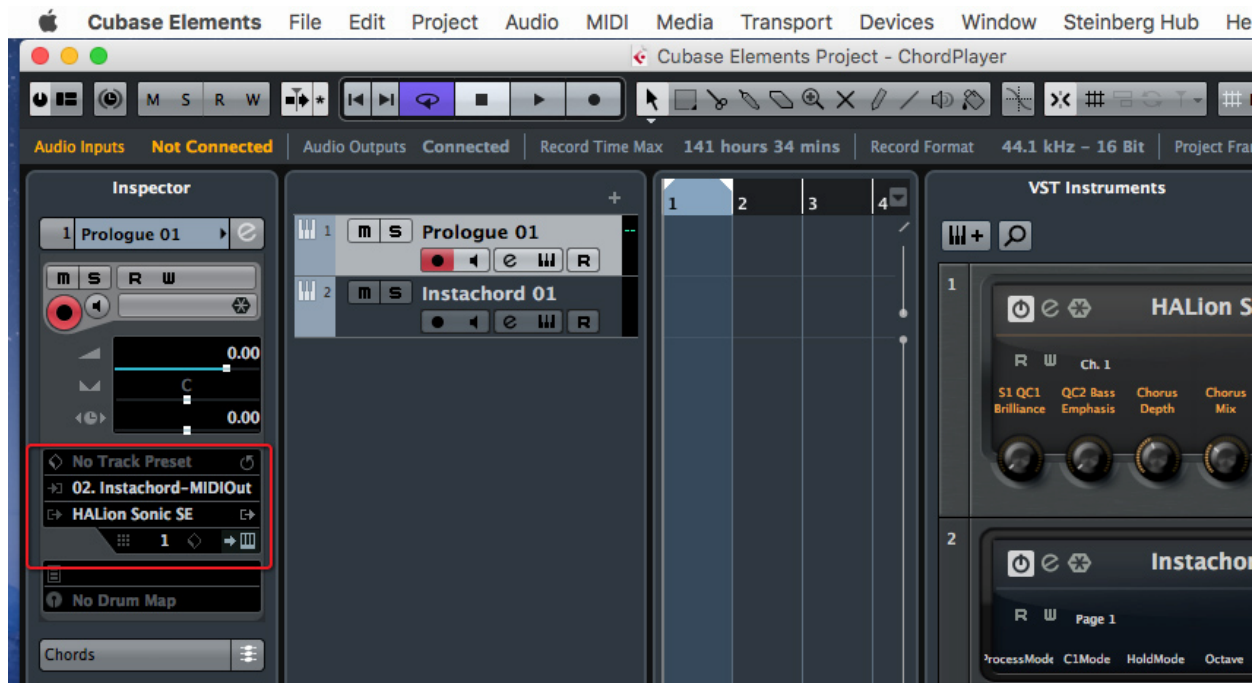 Cubase Elements File Edit Project Audio MIDI Media Transport Devices Window Steinberg Hub He
Cubase Elements Project - ChordPlayer
M S R W
Audio Inputs Not Connected Audio Outputs Connected Record Time Max 141 hours 34 mins Record Format 44.1 kHz - 16 Bit Project Fra
Inspector
1 Prologue 01 e
m S R W
0.00
C
0.00
No Track Preset
02. Instachord-MIDIOut
HALion Sonic SE
1
No Drum Map
Chords
1 m S Prologue 01
e R
2 m S Instachord 01
e R
1 2 3 4
VST Instruments
+
1
e HALion S
R W Ch. 1
S1 QC1 Brilliance QC2 Bass Emphasis Chorus Depth Chorus Mix
2
e Instachor
R W Page 1
ProcessMode C1Mode HoldMode Octave